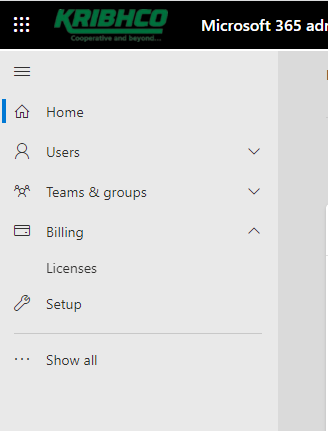 KRIBHCO
Cooperative and beyond...
Microsoft 365 adm
Home
Users
Teams & groups
Billing
Licenses
Setup
Show all